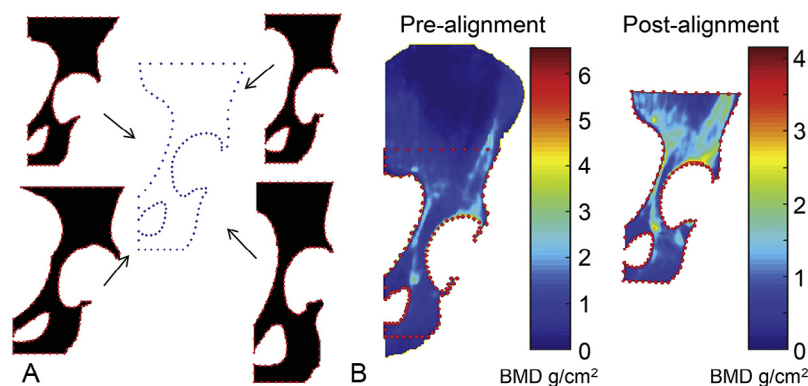 Pre-alignment
Post-alignment
6
5
4
3
2
1
0
4
3
2
1
0
A
B
BMD g/cm²
BMD g/cm²